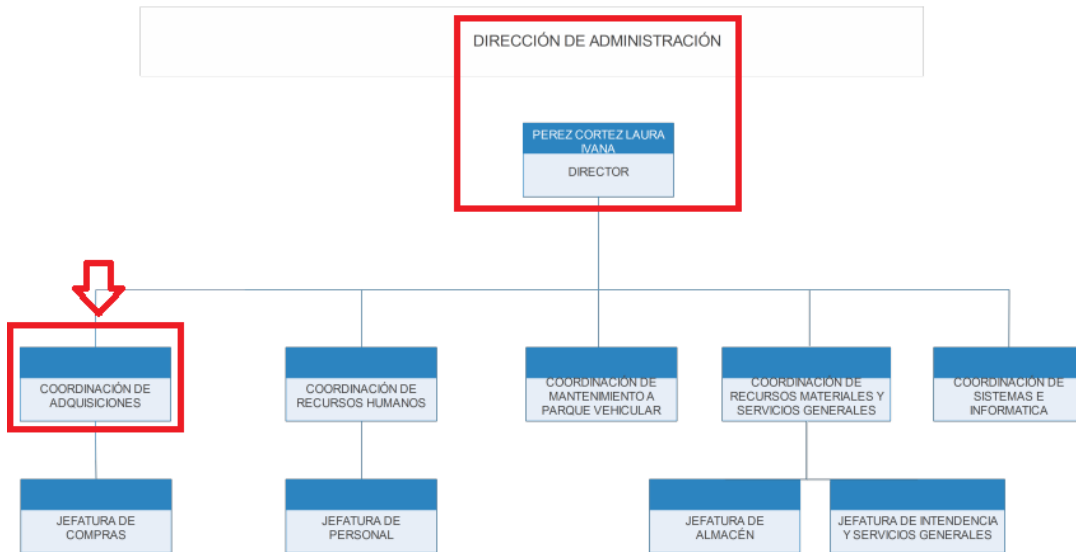 DIRECCIÓN DE ADMINISTRACIÓN
PEREZ CORTEZ LAURA
IVANA
DIRECTOR
COORDINACIÓN DE
ADQUISICIONES
COORDINACIÓN DE
RECURSOS HUMANOS
COORDINACIÓN DE
MANTENIMIENTO A
PARQUE VEHICULAR
COORDINACIÓN DE
RECURSOS MATERIALES Y
SERVICIOS GENERALES
COORDINACIÓN DE
SISTEMAS E
INFORMATICA
JEFATURA DE
COMPRAS
JEFATURA DE
PERSONAL
JEFATURA DE
ALMACÉN
JEFATURA DE INTENDENCIA
Y SERVICIOS GENERALES